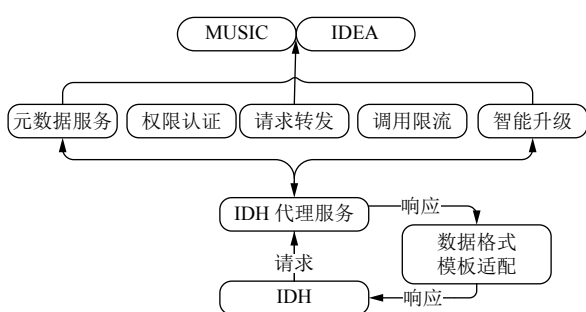 MUSIC
IDEA
元数据服务
权限认证
请求转发
调用限流
智能升级
IDH 代理服务
响应
数据格式
模板适配
请求
IDH
响应